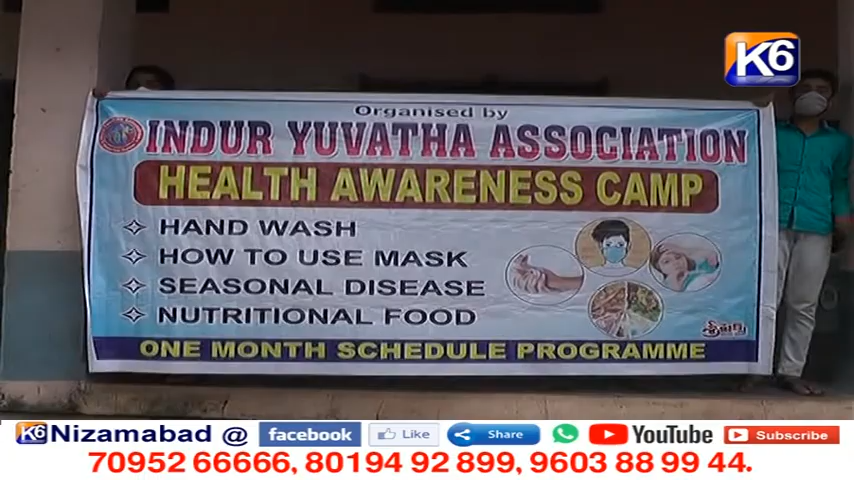 K6
Organised by
INDUR YUVATHA ASSOCIATION
HEALTH AWARENESS CAMP
HAND WASH
HOW TO USE MASK
SEASONAL DISEASE
NUTRITIONAL FOOD
ONE MONTH SCHEDULE PROGRAMME
K6 Nizamabad @ facebook Like Share YouTube Subscribe
70952 66666, 80194 92 899, 9603 88 99 44.